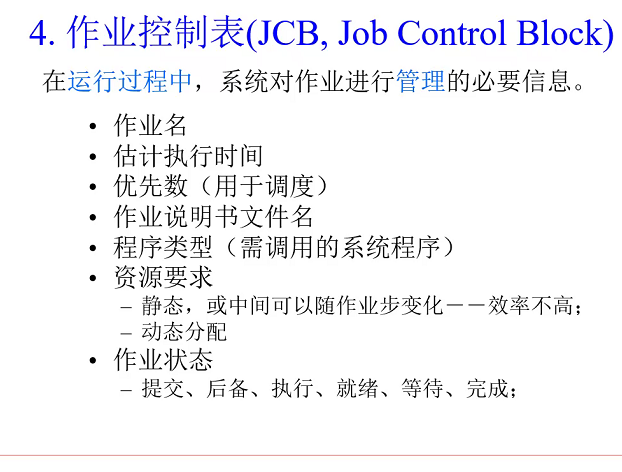 4. 作业控制表(JCB, Job Control Block)
在运行过程中，系统对作业进行管理的必要信息。
• 作业名
• 估计执行时间
• 优先数（用于调度）
• 作业说明书文件名
• 程序类型（需调用的系统程序）
• 资源要求
– 静态，或中间可以随作业步变化－－效率不高；
– 动态分配
• 作业状态
– 提交、后备、执行、就绪、等待、完成；